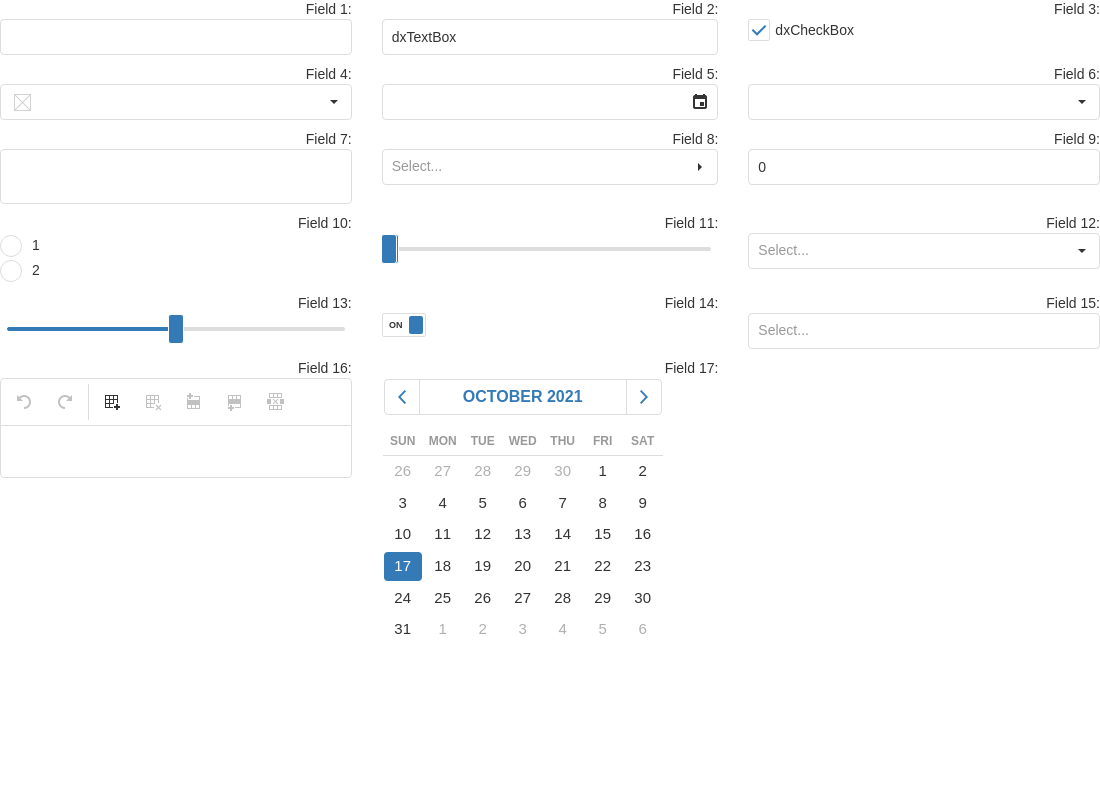 Field 1:
Field 2:
dxTextBox
Field 3:
dxCheckBox
Field 4:
Field 5:
Field 6:
Field 7:
Field 8:
Select...
Field 9:
0
Field 10:
1
2
Field 11:
Field 12:
Select...
Field 13:
Field 14:
ON
Field 15:
Select...
Field 16:
Field 17:
OCTOBER 2021
SUN MON TUE WED THU FRI SAT
26 27 28 29 30 1 2
3 4 5 6 7 8 9
10 11 12 13 14 15 16
17 18 19 20 21 22 23
24 25 26 27 28 29 30
31 1 2 3 4 5 6